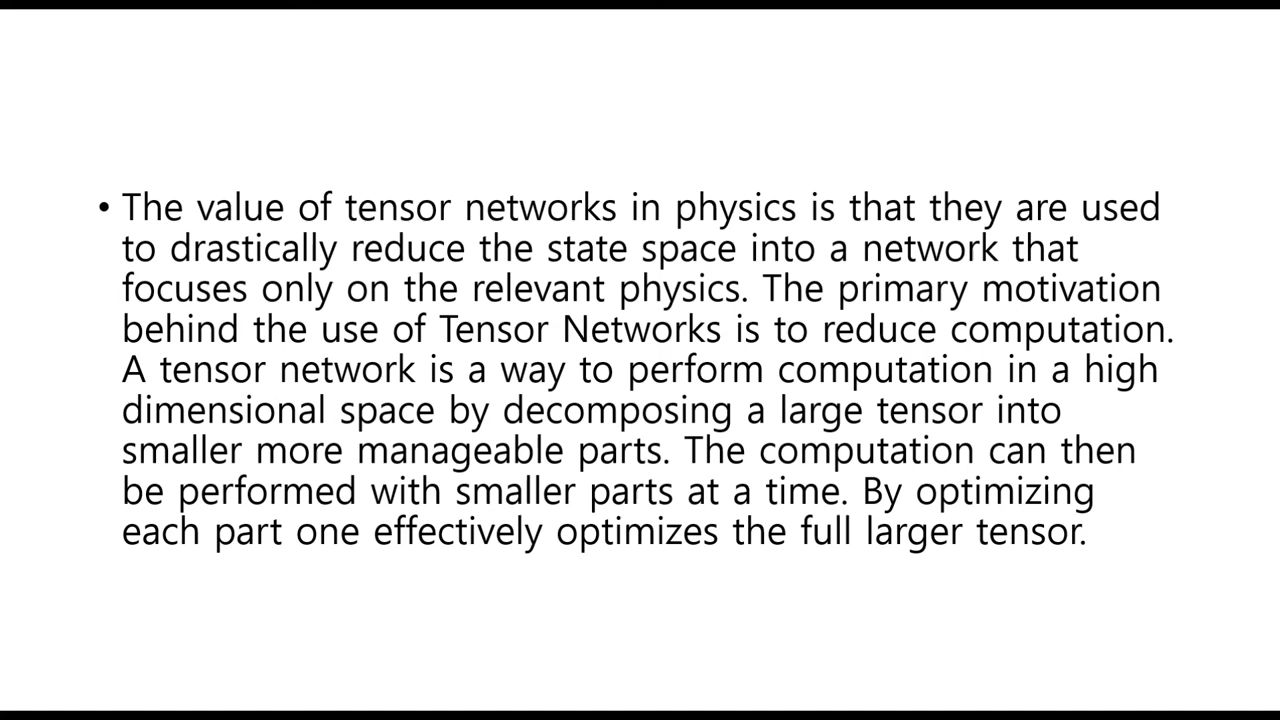 • The value of tensor networks in physics is that they are used
to drastically reduce the state space into a network that
focuses only on the relevant physics. The primary motivation
behind the use of Tensor Networks is to reduce computation.
A tensor network is a way to perform computation in a high
dimensional space by decomposing a large tensor into
smaller more manageable parts. The computation can then
be performed with smaller parts at a time. By optimizing
each part one effectively optimizes the full larger tensor.